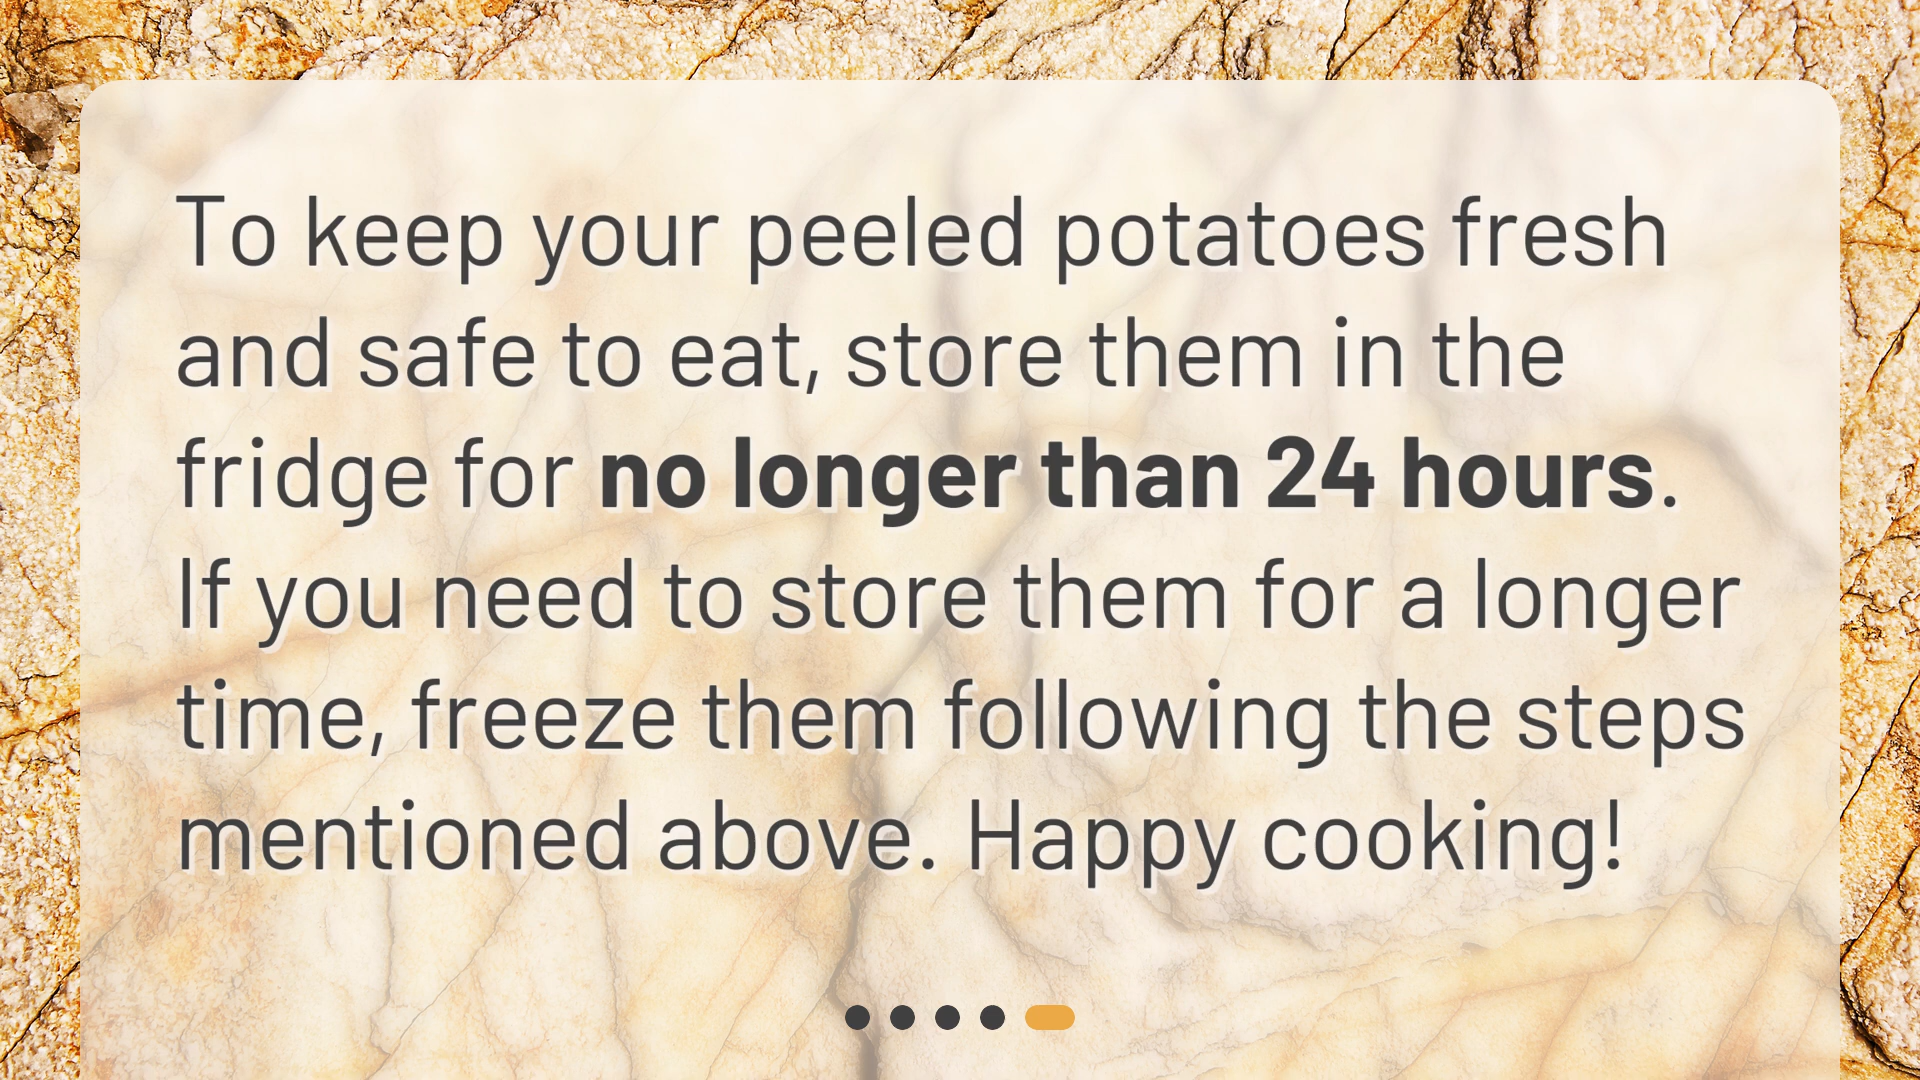 To keep your peeled potatoes fresh
and safe to eat, store them in the
fridge for no longer than 24 hours.
If you need to store them for a longer
time, freeze them following the steps
mentioned above. Happy cooking!